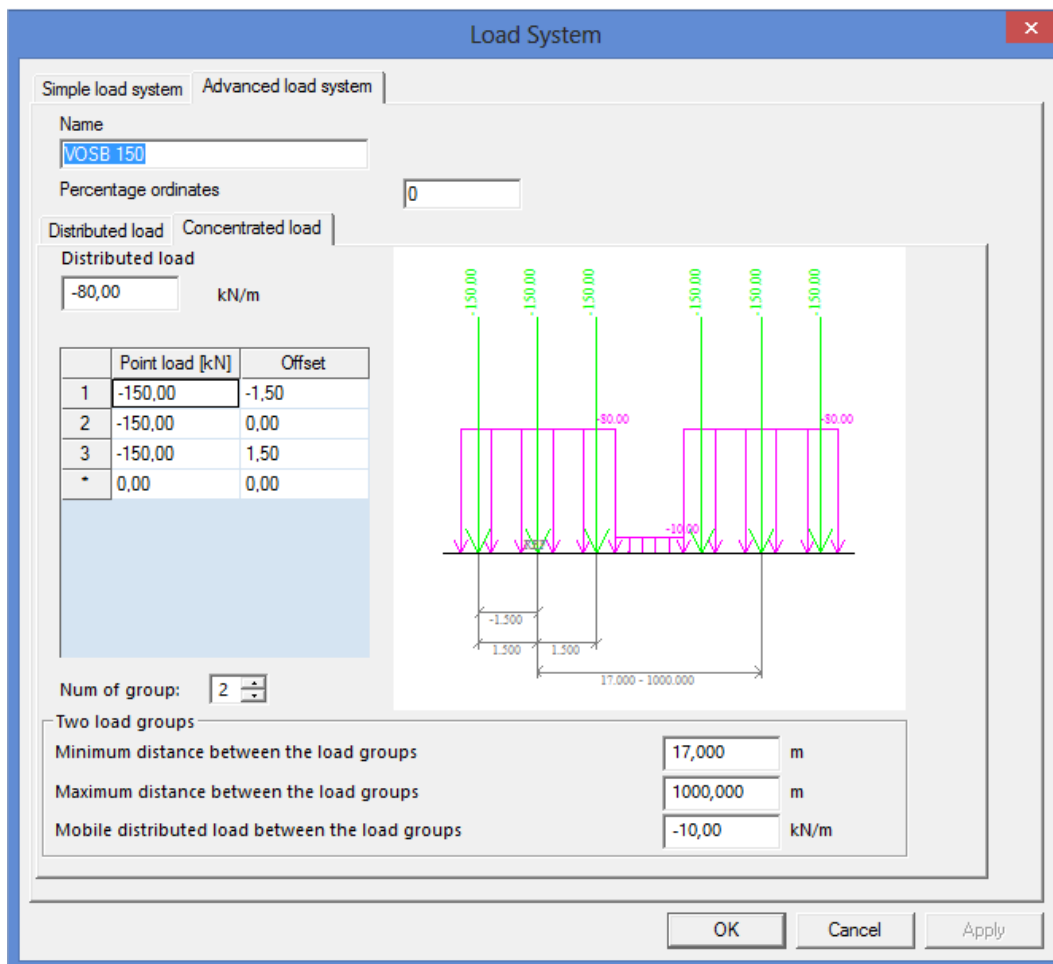 Load System
Simple load system Advanced load system
Name
VOSB 150
Percentage ordinates 0
Distributed load Concentrated load
Distributed load
-80,00 kN/m
Point load [kN] Offset
1 -150,00 -1,50
2 -150,00 0,00
3 -150,00 1,50
* 0,00 0,00
-150.00 -150.00 -150.00 -150.00 -150.00 -150.00
-80.00 -80.00
-10.00
-1.500
1.500 1.500
17.000 - 1000.000
Num of group: 2
Two load groups
Minimum distance between the load groups 17,000 m
Maximum distance between the load groups 1000,000 m
Mobile distributed load between the load groups -10,00 kN/m
OK Cancel Apply